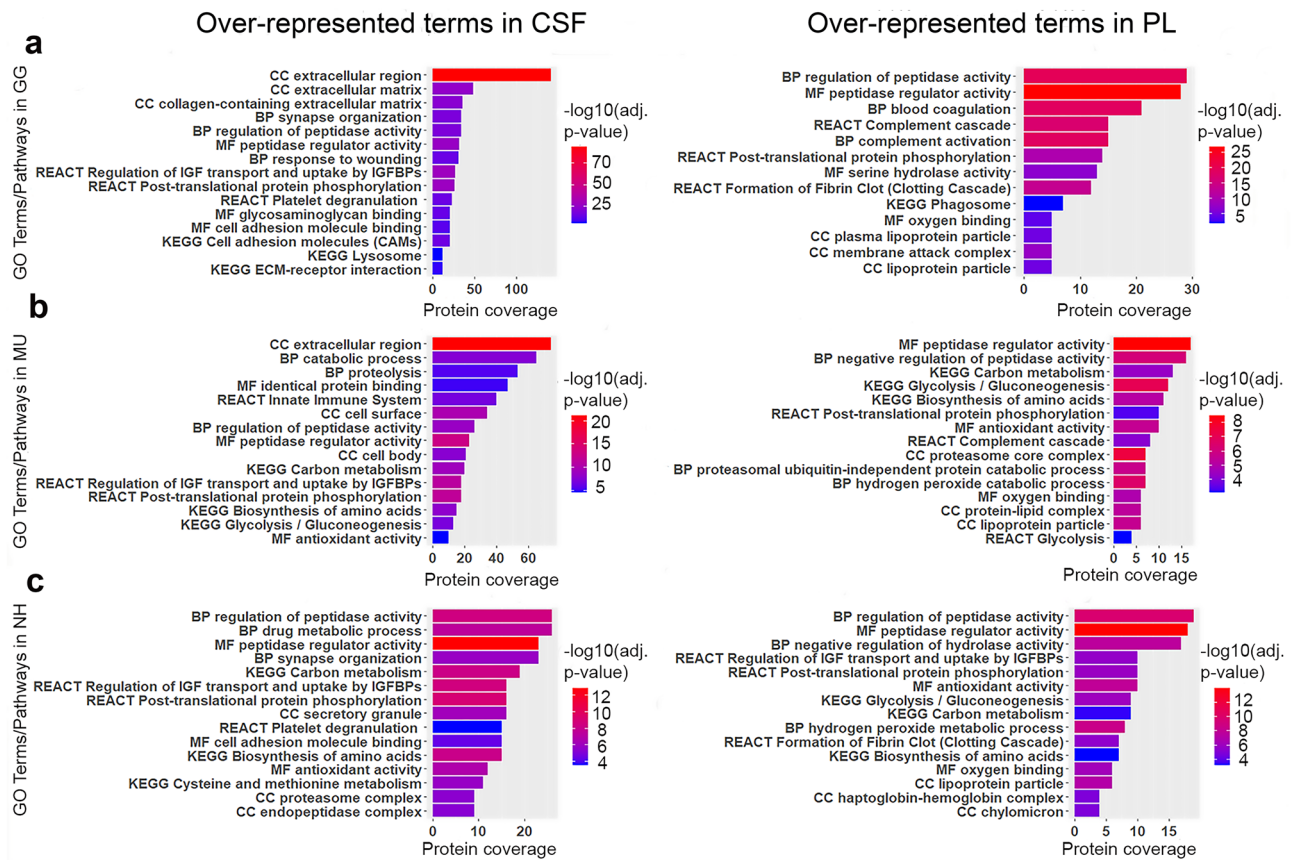 Over-represented terms in CSF
Over-represented terms in PL
a
GO Terms/Pathways in GG
CC extracellular region
CC extracellular matrix
CC collagen-containing extracellular matrix
BP synapse organization
BP regulation of peptidase activity
MF peptidase regulator activity
BP response to wounding
REACT Regulation of IGF transport and uptake by IGFBPs
REACT Post-translational protein phosphorylation
REACT Platelet degranulation
MF glycosaminoglycan binding
MF cell adhesion molecule binding
KEGG Cell adhesion molecules (CAMs)
KEGG Lysosome
KEGG ECM-receptor interaction
0 50 100
Protein coverage
-log10(adj.
p-value)
70
50
25
BP regulation of peptidase activity
MF peptidase regulator activity
BP blood coagulation
REACT Complement cascade
BP complement activation
REACT Post-translational protein phosphorylation
MF serine hydrolase activity
REACT Formation of Fibrin Clot (Clotting Cascade)
KEGG Phagosome
MF oxygen binding
CC plasma lipoprotein particle
CC membrane attack complex
CC lipoprotein particle
0 10 20 30
Protein coverage
-log10(adj.
p-value)
25
20
15
10
5
b
GO Terms/Pathways in MU
CC extracellular region
BP catabolic process
BP proteolysis
MF identical protein binding
REACT Innate Immune System
CC cell surface
BP regulation of peptidase activity
MF peptidase regulator activity
CC cell body
KEGG Carbon metabolism
REACT Regulation of IGF transport and uptake by IGFBPs
REACT Post-translational protein phosphorylation
KEGG Biosynthesis of amino acids
KEGG Glycolysis / Gluconeogenesis
MF antioxidant activity
0 20 40 60
Protein coverage
-log10(adj.
p-value)
20
15
10
5
MF peptidase regulator activity
BP negative regulation of peptidase activity
KEGG Carbon metabolism
KEGG Glycolysis / Gluconeogenesis
KEGG Biosynthesis of amino acids
REACT Post-translational protein phosphorylation
MF antioxidant activity
REACT Complement cascade
CC proteasome core complex
BP proteasomal ubiquitin-independent protein catabolic process
BP hydrogen peroxide catabolic process
MF oxygen binding
CC protein-lipid complex
CC lipoprotein particle
REACT Glycolysis
0 5 10 15
Protein coverage
-log10(adj.
p-value)
8
7
6
5
4
c
GO Terms/Pathways in NH
BP regulation of peptidase activity
BP drug metabolic process
MF peptidase regulator activity
BP synapse organization
KEGG Carbon metabolism
REACT Regulation of IGF transport and uptake by IGFBPs
REACT Post-translational protein phosphorylation
CC secretory granule
REACT Platelet degranulation
MF cell adhesion molecule binding
KEGG Biosynthesis of amino acids
MF antioxidant activity
KEGG Cysteine and methionine metabolism
CC proteasome complex
CC endopeptidase complex
0 10 20
Protein coverage
-log10(adj.
p-value)
12
10
8
6
4
BP regulation of peptidase activity
MF peptidase regulator activity
BP negative regulation of hydrolase activity
REACT Regulation of IGF transport and uptake by IGFBPs
REACT Post-translational protein phosphorylation
MF antioxidant activity
KEGG Glycolysis / Gluconeogenesis
KEGG Carbon metabolism
BP hydrogen peroxide metabolic process
REACT Formation of Fibrin Clot (Clotting Cascade)
KEGG Biosynthesis of amino acids
MF oxygen binding
CC lipoprotein particle
CC haptoglobin-hemoglobin complex
CC chylomicron
0 5 10 15
Protein coverage
-log10(adj.
p-value)
12
10
8
6
4